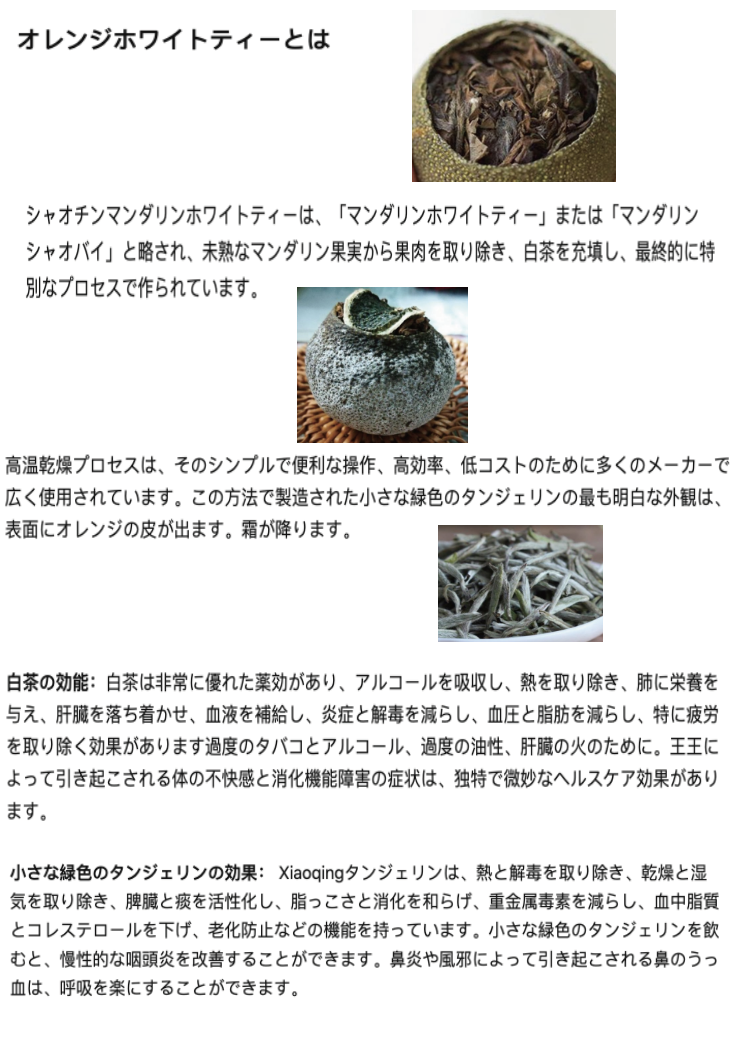 オレンジホワイトティーとは
シャオチンマンダリンホワイトティーは、「マンダリンホワイトティー」または「マンダリン
シャオバイ」と略され、未熟なマンダリン果実から果肉を取り除き、白茶を充填し、最終的に特
別なプロセスで作られています。
高温乾燥プロセスは、そのシンプルで便利な操作、高効率、低コストのために多くのメーカーで
広く使用されています。この方法で製造された小さな緑色のタンジェリンの最も明白な外観は、
表面にオレンジの皮が出ます。霜が降ります。
白茶の効能：白茶は非常に優れた薬効があり、アルコールを吸収し、熱を取り除き、肺に栄養を
与え、肝臓を落ち着かせ、血液を補給し、炎症と解毒を減らし、血圧と脂肪を減らし、特に疲労
を取り除く効果があります過度のタバコとアルコール、過度の油性、肝臓の火のために。王王に
よって引き起こされる体の不快感と消化機能障害の症状は、独特で微妙なヘルスケア効果があり
ます。
小さな緑色のタンジェリンの効果： Xiaoqingタンジェリンは、熱と解毒を取り除き、乾燥と湿
気を取り除き、脾臓と痰を活性化し、脂っこさと消化を和らげ、重金属毒素を減らし、血中脂質
とコレステロールを下げ、老化防止などの機能を持っています。小さな緑色のタンジェリンを飲
むと、慢性的な咽頭炎を改善することができます。鼻炎や風邪によって引き起こされる鼻のうっ
血は、呼吸を楽にすることができます。